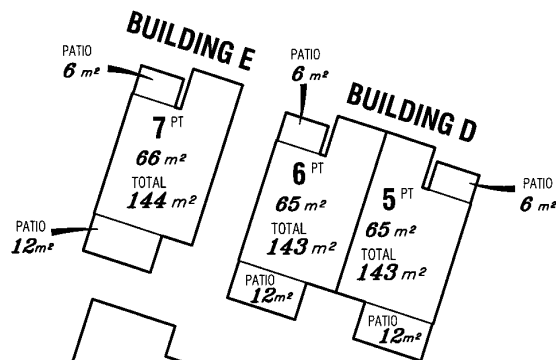 BUILDING E
PATIO
6 m²
7 PT
66 m²
TOTAL
144 m²
PATIO
12m²
BUILDING D
PATIO
6 m²
6 PT
65 m²
TOTAL
143 m²
PATIO
12m²
5 PT
65 m²
TOTAL
143 m²
PATIO
6 m²
PATIO
12m²